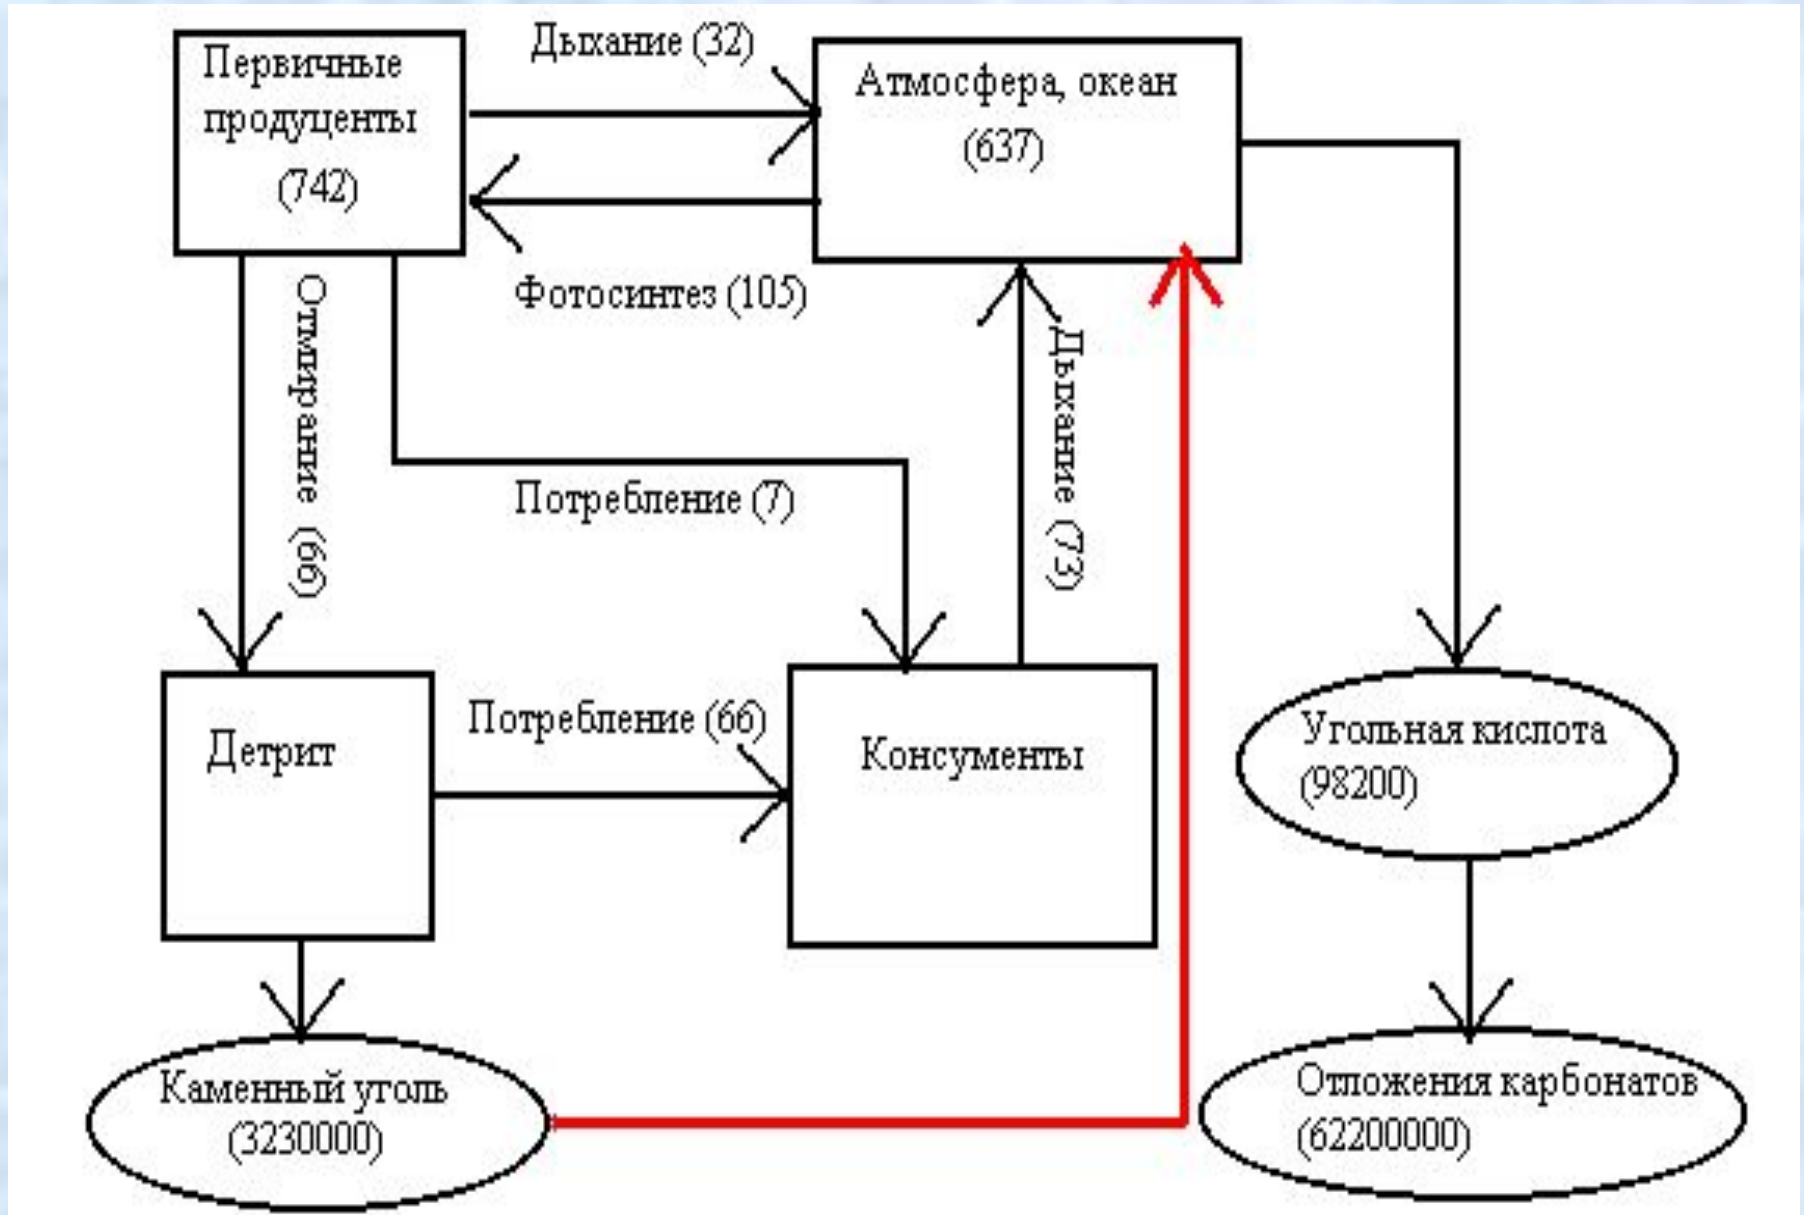 Первичные
продуценты
(742)
Дыхание (32)
Атмосфера, океан
(637)
Фотосинтез (105)
Отмирание (66)
Потребление (7)
Дыхание (73)
Детрит
Потребление (66)
Консументы
Угольная кислота
(98200)
Каменный уголь
(3230000)
Отложения карбонатов
(62200000)